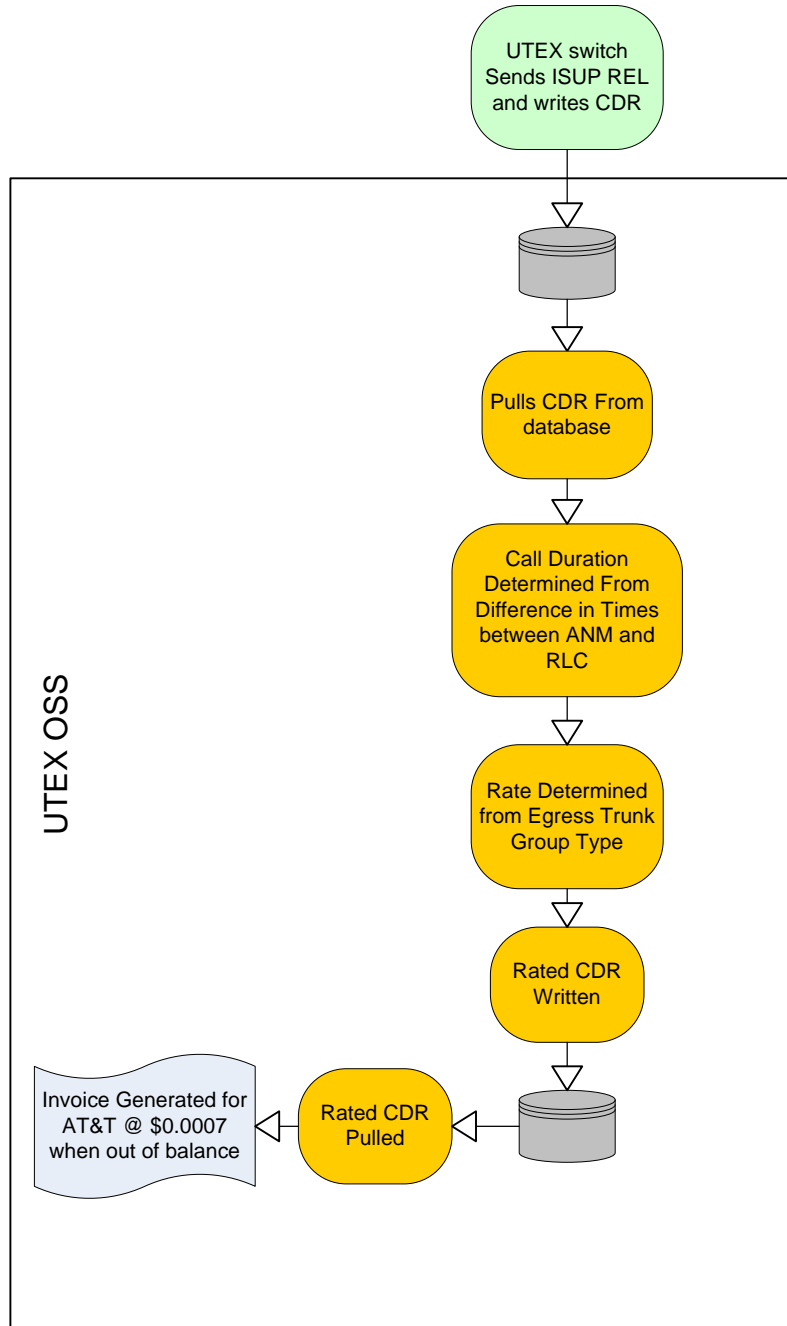 UTEX switch
Sends ISUP REL
and writes CDR
Pulls CDR From
database
Call Duration
Determined From
Difference in Times
between ANM and
RLC
UTEX OSS
Rate Determined
from Egress Trunk
Group Type
Rated CDR
Written
Invoice Generated for
AT&T @ $0.0007
when out of balance
Rated CDR
Pulled